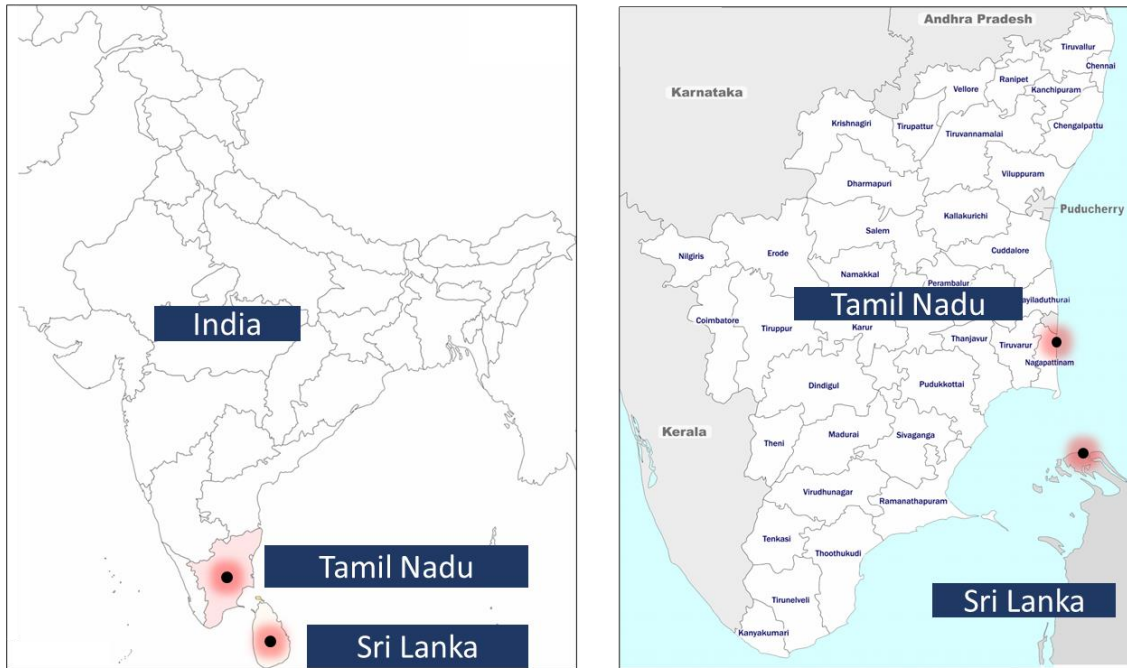 India
Tamil Nadu
Sri Lanka
Andhra Pradesh
Tiruvallur
Chennai
Ranipet
Vellore
Kanchipuram
Karnataka
Krishnagiri
Tirupattur
Tiruvannamalai
Chengalpattu
Viluppuram
Dharmapuri
Puducherry
Kallakurichi
Salem
Cuddalore
Nilgiris
Erode
Namakkal
Perambalur
Tamil Nadu
ayiladuthurai
Coimbatore
Tiruppur
Karur
Thanjavur
Tiruvarur
Nagapattinam
Dindigul
Pudukkottai
Kerala
Theni
Madurai
Sivaganga
Virudhunagar
Ramanathapuram
Tenkasi
Thoothukudi
Tirunelveli
Sri Lanka
Kanyakumari